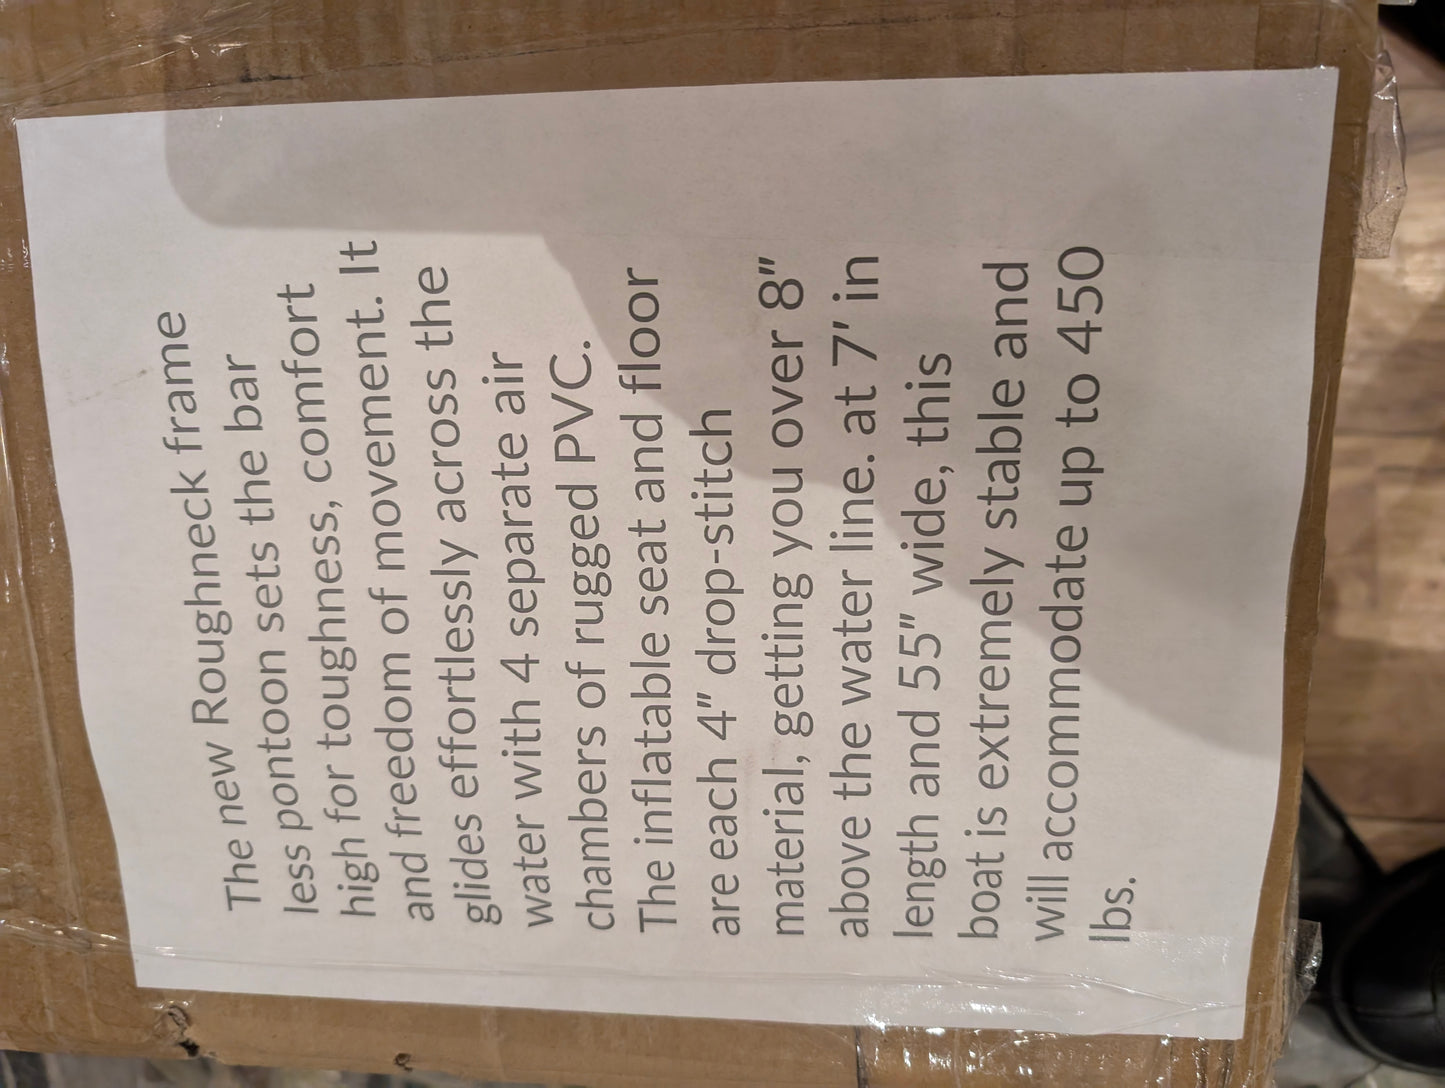 The new Roughneck frame
less pontoon sets the bar
high for toughness, comfort
and freedom of movement. It
glides effortlessly across the
water with 4 separate air
chambers of rugged PVC.
The inflatable seat and floor
are each 4" drop-stitch
material, getting you over 8"
above the water line. at 7' in
length and 55" wide, this
boat is extremely stable and
will accommodate up to 450
lbs.